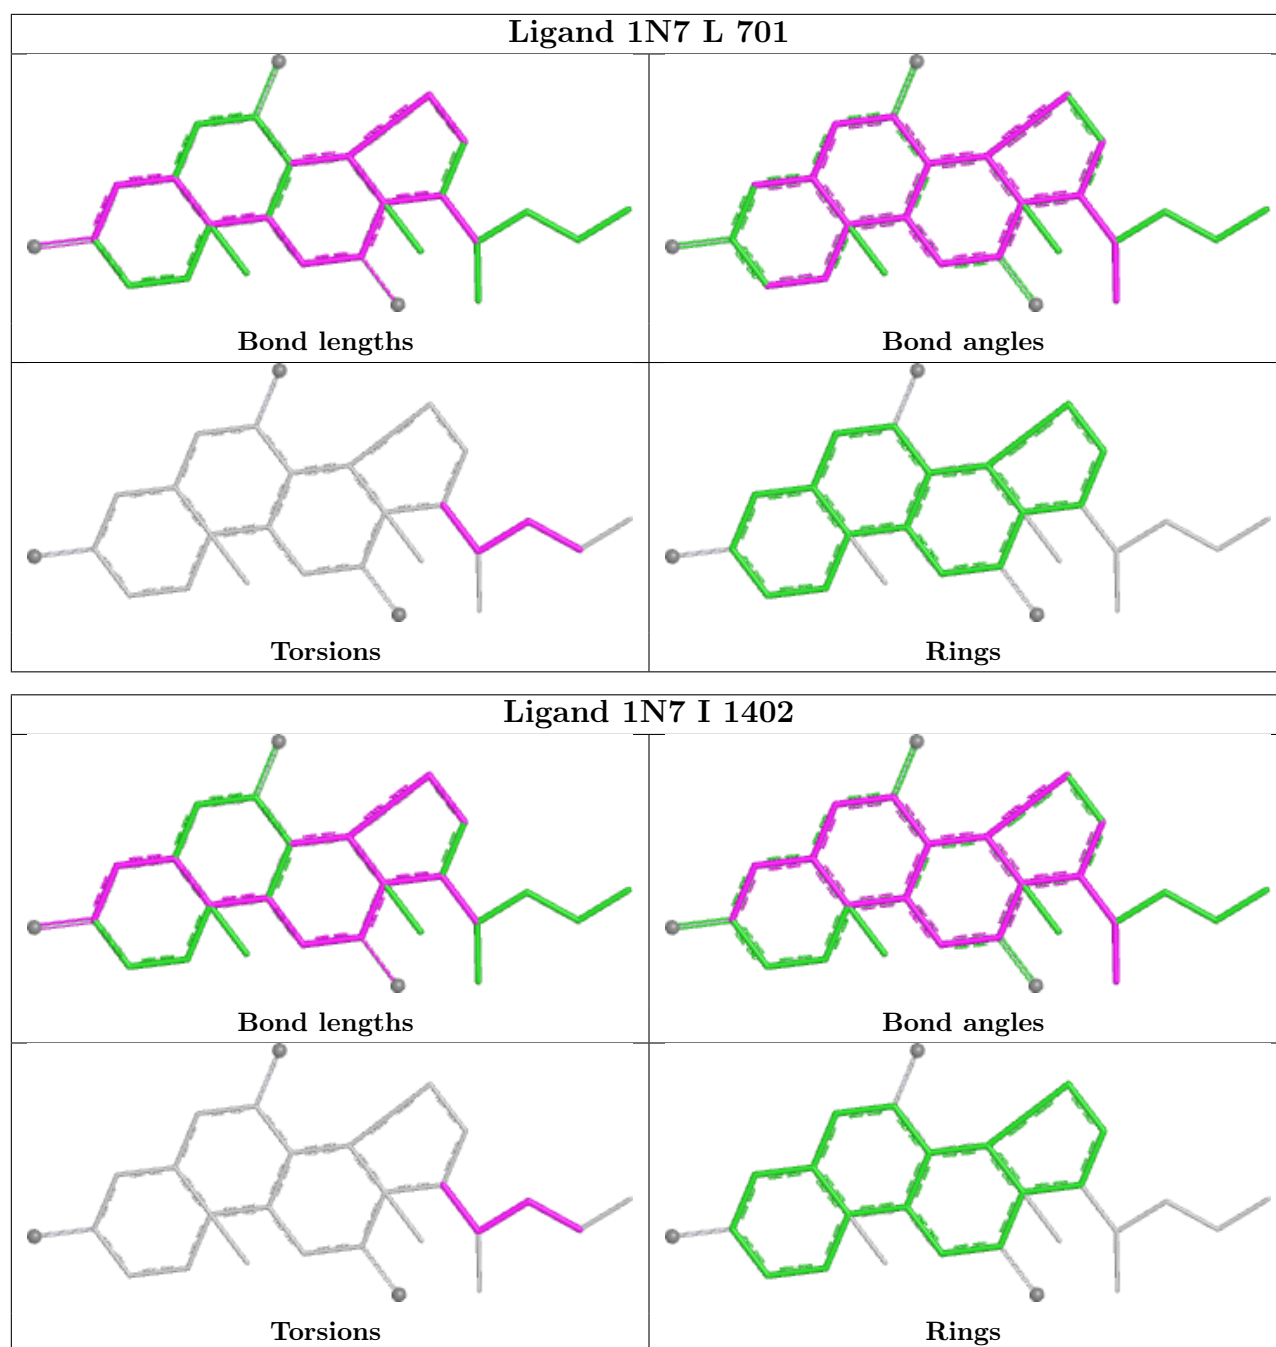 Ligand 1N7 L 701
Bond lengths
Bond angles
Torsions
Rings
Ligand 1N7 I 1402
Bond lengths
Bond angles
Torsions
Rings